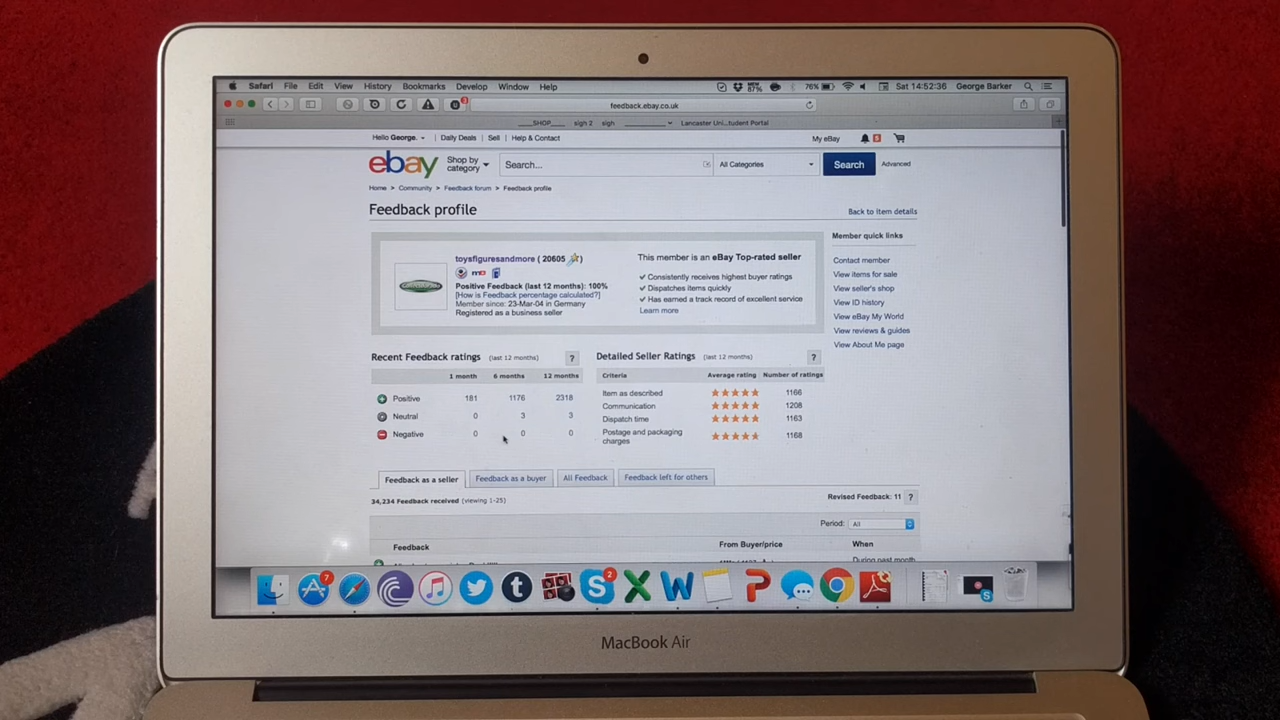 Safari File Edit View History Bookmarks Develop Window Help 76% Sat 14:52:36 George Barker
feedback.ebay.co.uk
__SHOP__ sigh 2 sigh Lancaster Uni...tudent Portal
Hello George. Daily Deals Sell Help & Contact My eBay 5
ebay Shop by category Search... All Categories Search Advanced
Home > Community > Feedback forum > Feedback profile
Feedback profile
Back to item details
toysfiguresandmore ( 20605 )
Positive Feedback (last 12 months): 100%
[How is Feedback percentage calculated?]
Member since: 23-Mar-04 in Germany
Registered as a business seller
This member is an eBay Top-rated seller
Consistently receives highest buyer ratings
Dispatches items quickly
Has earned a track record of excellent service
Learn more
Member quick links
Contact member
View items for sale
View seller's shop
View ID history
View eBay My World
View reviews & guides
View About Me page
Recent Feedback ratings (last 12 months) ?
1 month 6 months 12 months
Positive 181 1176 2318
Neutral 0 3 3
Negative 0 0 0
Detailed Seller Ratings (last 12 months) ?
Criteria Average rating Number of ratings
Item as described 1166
Communication 1208
Dispatch time 1163
Postage and packaging 1168
charges
Feedback as a seller Feedback as a buyer All Feedback Feedback left for others
34,234 Feedback received (viewing 1-25)
Revised Feedback: 11 ?
Period: All
Feedback From Buyer/price When
During past month
7 2
MacBook Air